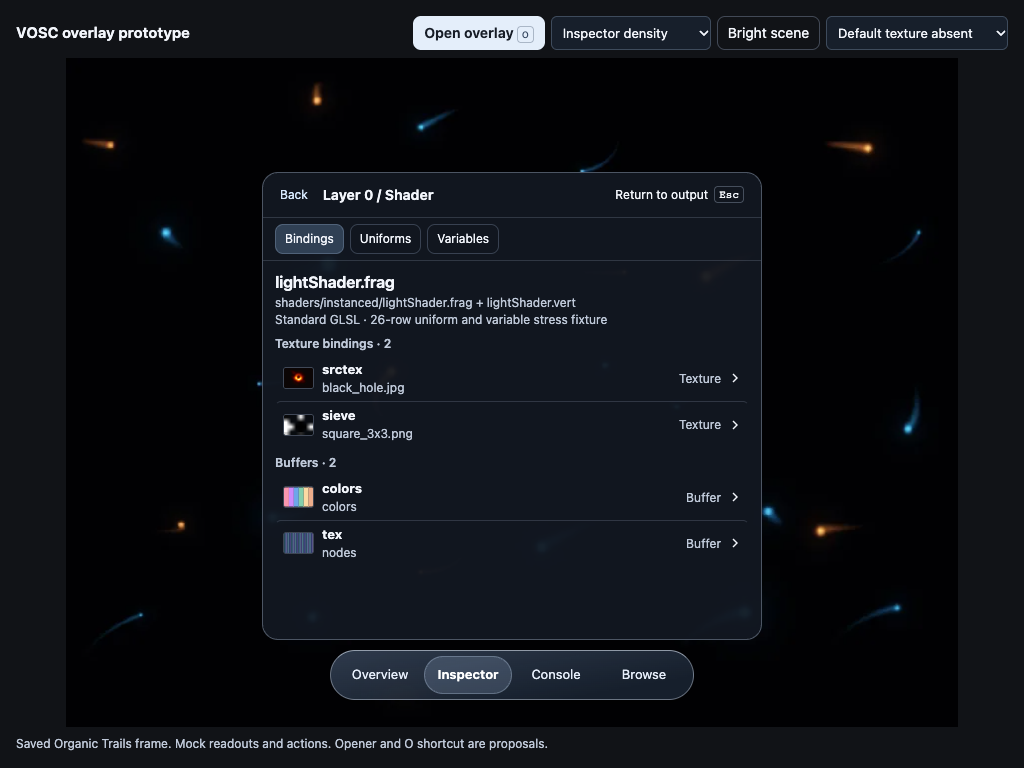 VOSC overlay prototype
Open overlay o
Inspector density
Bright scene
Default texture absent
Back Layer 0 / Shader
Return to output Esc
Bindings Uniforms Variables
lightShader.frag
shaders/instanced/lightShader.frag + lightShader.vert
Standard GLSL · 26-row uniform and variable stress fixture
Texture bindings · 2
srctex
black_hole.jpg
Texture
sieve
square_3x3.png
Texture
Buffers · 2
colors
colors
Buffer
tex
nodes
Buffer
Overview Inspector Console Browse
Saved Organic Trails frame. Mock readouts and actions. Opener and O shortcut are proposals.